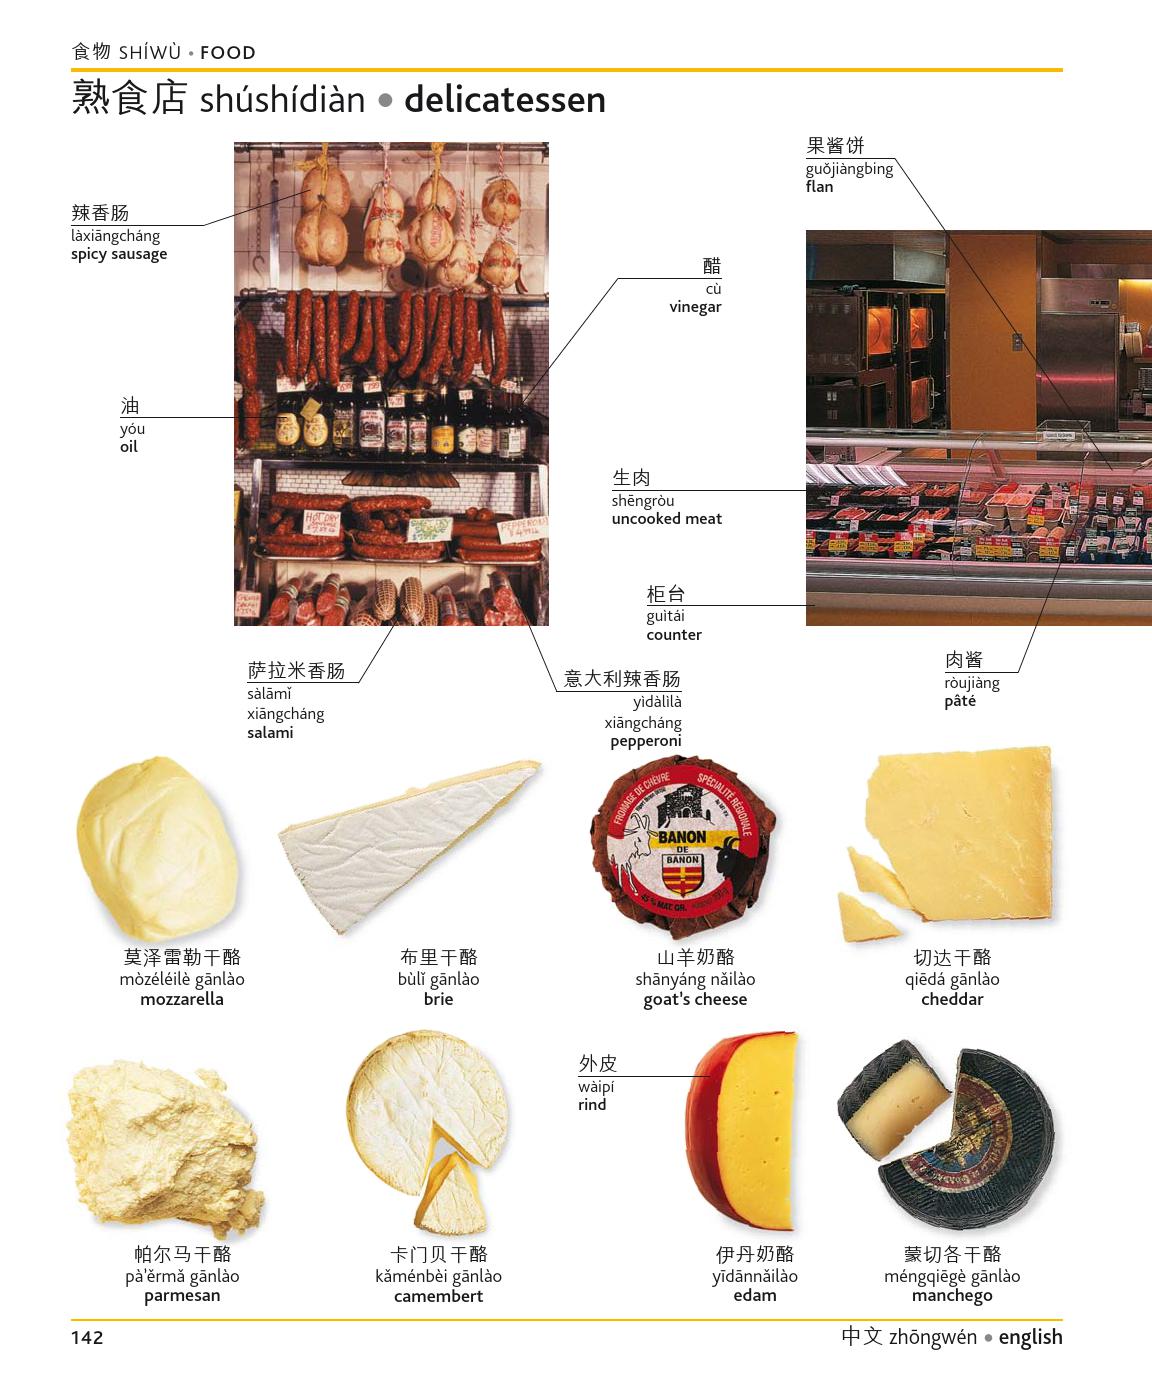 食物 SHÍWÙ • FOOD
熟食店 shúshídiàn • delicatessen
辣香肠
làxiāngcháng
spicy sausage
油
yóu
oil
醋
cù
vinegar
果酱饼
guǒjiàngbing
flan
生肉
shēngròu
uncooked meat
柜台
guìtái
counter
肉酱
ròujiàng
pâté
萨拉米香肠
sàlāmǐ
xiāngcháng
salami
意大利辣香肠
yìdàlìlà
xiāngcháng
pepperoni
HOT DRY
PEPPERONI
FROMAGE DE CHÈVRE
SPÉCIALITÉ RÉGIONALE
BANON
DE
BANON
45% MAT. GR.
莫泽雷勒干酪
mòzéléilè gānlào
mozzarella
布里干酪
bùlǐ gānlào
brie
山羊奶酪
shānyáng nǎilào
goat's cheese
切达干酪
qiēdá gānlào
cheddar
外皮
wàipí
rind
帕尔马干酪
pà'ěrmǎ gānlào
parmesan
卡门贝干酪
kǎménbèi gānlào
camembert
伊丹奶酪
yīdānnǎilào
edam
蒙切各干酪
méngqiēgè gānlào
manchego
142
中文 zhōngwén • english